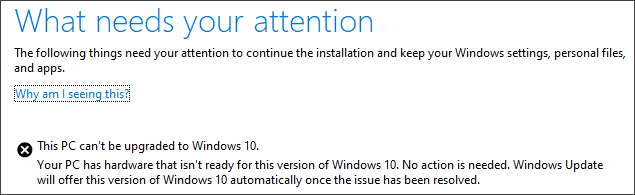 What needs your attention
The following things need your attention to continue the installation and keep your Windows settings, personal files,
and apps.
Why am I seeing this?
This PC can't be upgraded to Windows 10.
Your PC has hardware that isn't ready for this version of Windows 10. No action is needed. Windows Update
will offer this version of Windows 10 automatically once the issue has been resolved.